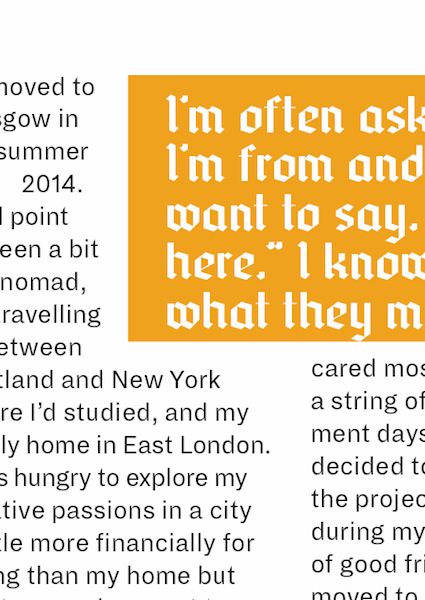 moved to
sgow in
summer
2014.
point
een a bit
nomad,
ravelling
etween
tland and New York
re I’d studied, and my
ly home in East London.
s hungry to explore my
ative passions in a city
tle more financially for
ng than my home but
I’m often ask
I’m from and
want to say.
here.” I know
what they m
cared mos
a string of
ment days
decided to
the projec
during my
of good fri
moved to